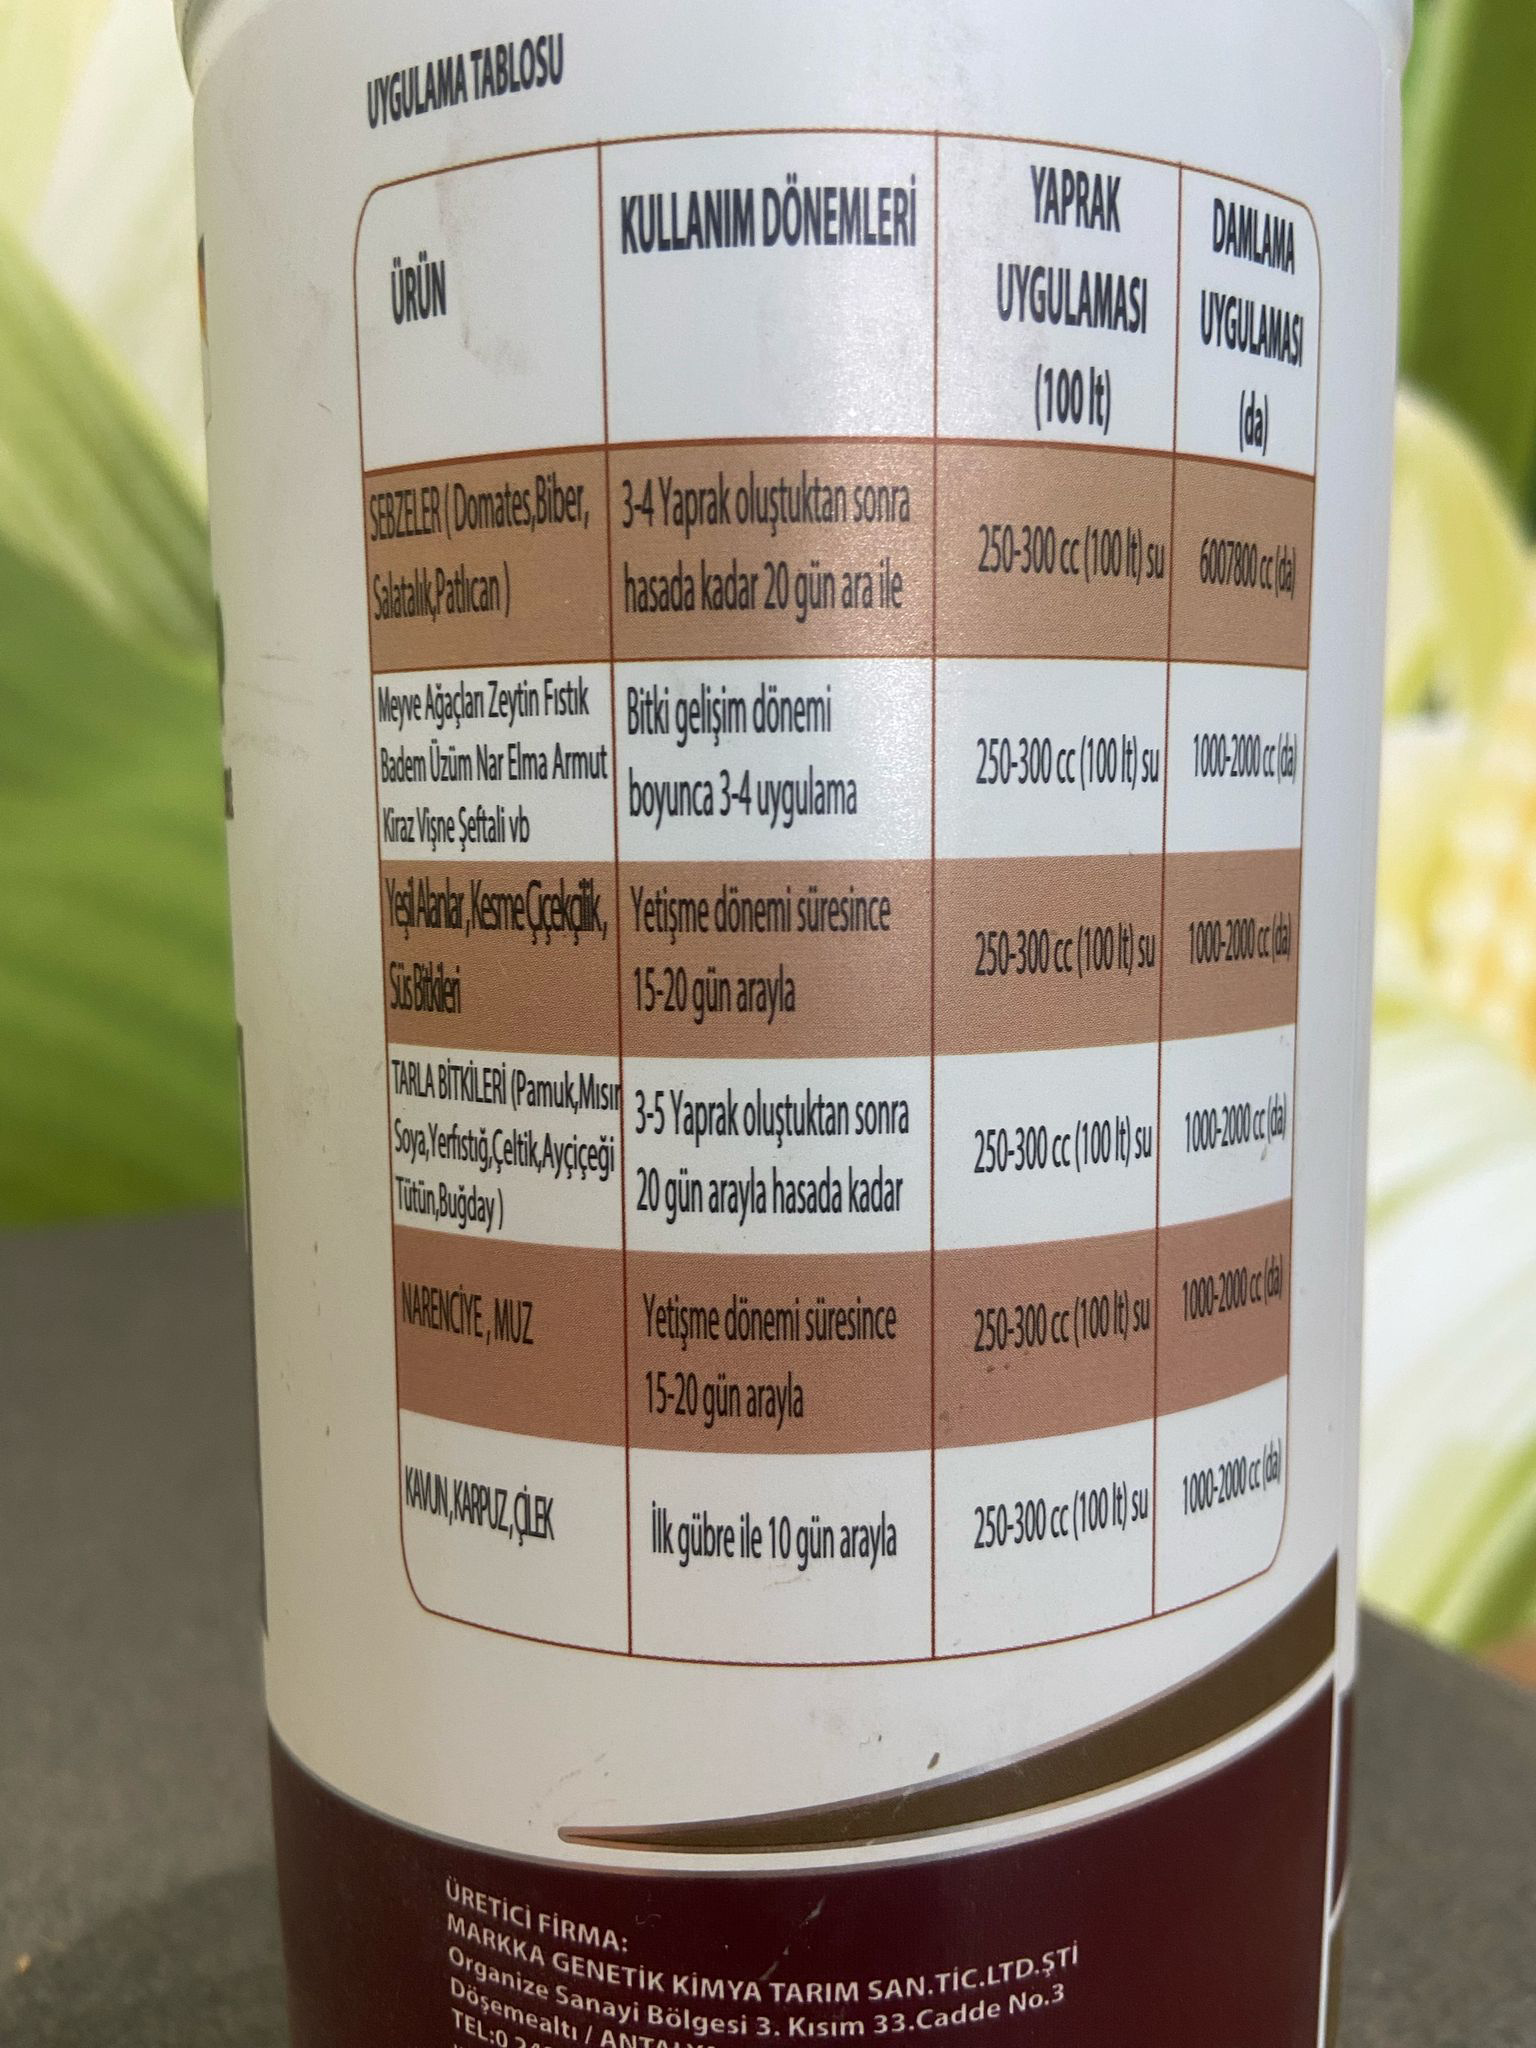 UYGULAMA TABLOSU
ÜRÜN
KULLANIM DÖNEMLERİ
YAPRAK
UYGULAMASI
(100 lt)
DAMLAMA
UYGULAMASI
(da)
SEBZELER ( Domates,Biber,
Salatalık,Patlıcan )
3-4 Yaprak oluştuktan sonra
hasada kadar 20 gün ara ile
250-300 cc (100 lt) su
6007800 cc (da)
Meyve Ağaçları Zeytin Fıstık
Badem Üzüm Nar Elma Armut
Kiraz Vişne Şeftali vb
Bitki gelişim dönemi
boyunca 3-4 uygulama
250-300 cc (100 lt) su
1000-2000 cc (da)
Yeşil Alanlar, Kesme Çiçekçilik,
Süs Bitkileri
Yetişme dönemi süresince
15-20 gün arayla
250-300 cc (100 lt) su
1000-2000 cc (da)
TARLA BİTKİLERİ (Pamuk,Mısır
Soya,Yerfıstığ,Çeltik,Ayçiçeği
Tütün,Buğday )
3-5 Yaprak oluştuktan sonra
20 gün arayla hasada kadar
250-300 cc (100 lt) su
1000-2000 cc (da)
NARENCİYE , MUZ
Yetişme dönemi süresince
15-20 gün arayla
250-300 cc (100 lt) su
1000-2000 cc (da)
KAVUN,KARPUZ,ÇİLEK
İlk gübre ile 10 gün arayla
250-300 cc (100 lt) su
1000-2000 cc (da)
ÜRETİCİ FİRMA:
MARKKA GENETİK KİMYA TARIM SAN.TİC.LTD.ŞTİ
Organize Sanayi Bölgesi 3. Kısım 33.Cadde No.3
Döşemealtı / ANTALYA
TEL:0